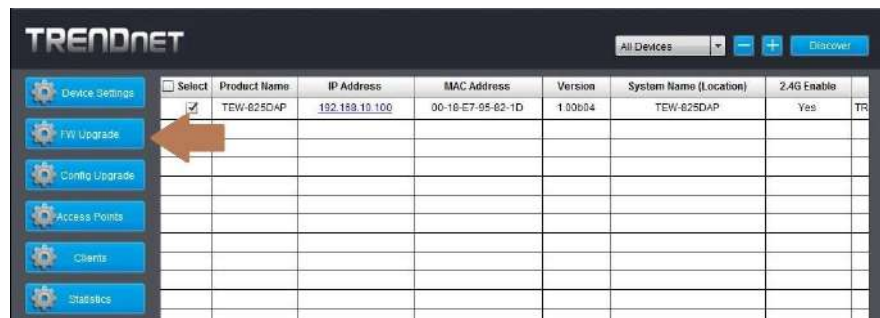 TRENDNET
All Devices - + Discover
Device Settings
Select Product Name IP Address MAC Address Version System Name (Location) 2.4G Enable
TEW-825DAP 192.168.10.100 00-18-E7-95-82-1D 1.00b04 TEW-825DAP Yes TR
FW Upgrade
Config Upgrade
Access Points
Clients
Statistics